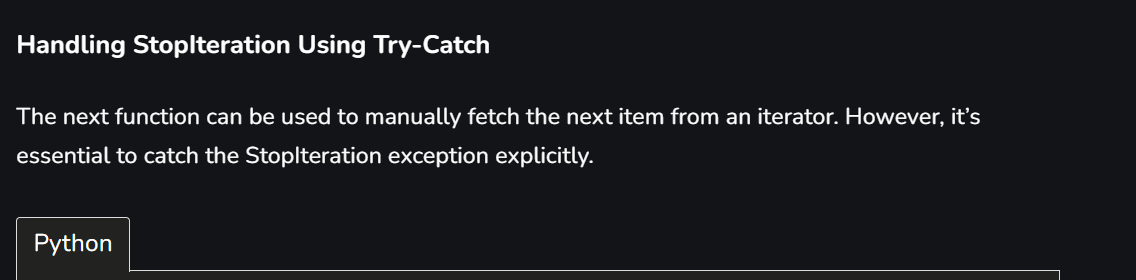 Handling StopIteration Using Try-Catch
The next function can be used to manually fetch the next item from an iterator. However, it’s
essential to catch the StopIteration exception explicitly.
Python